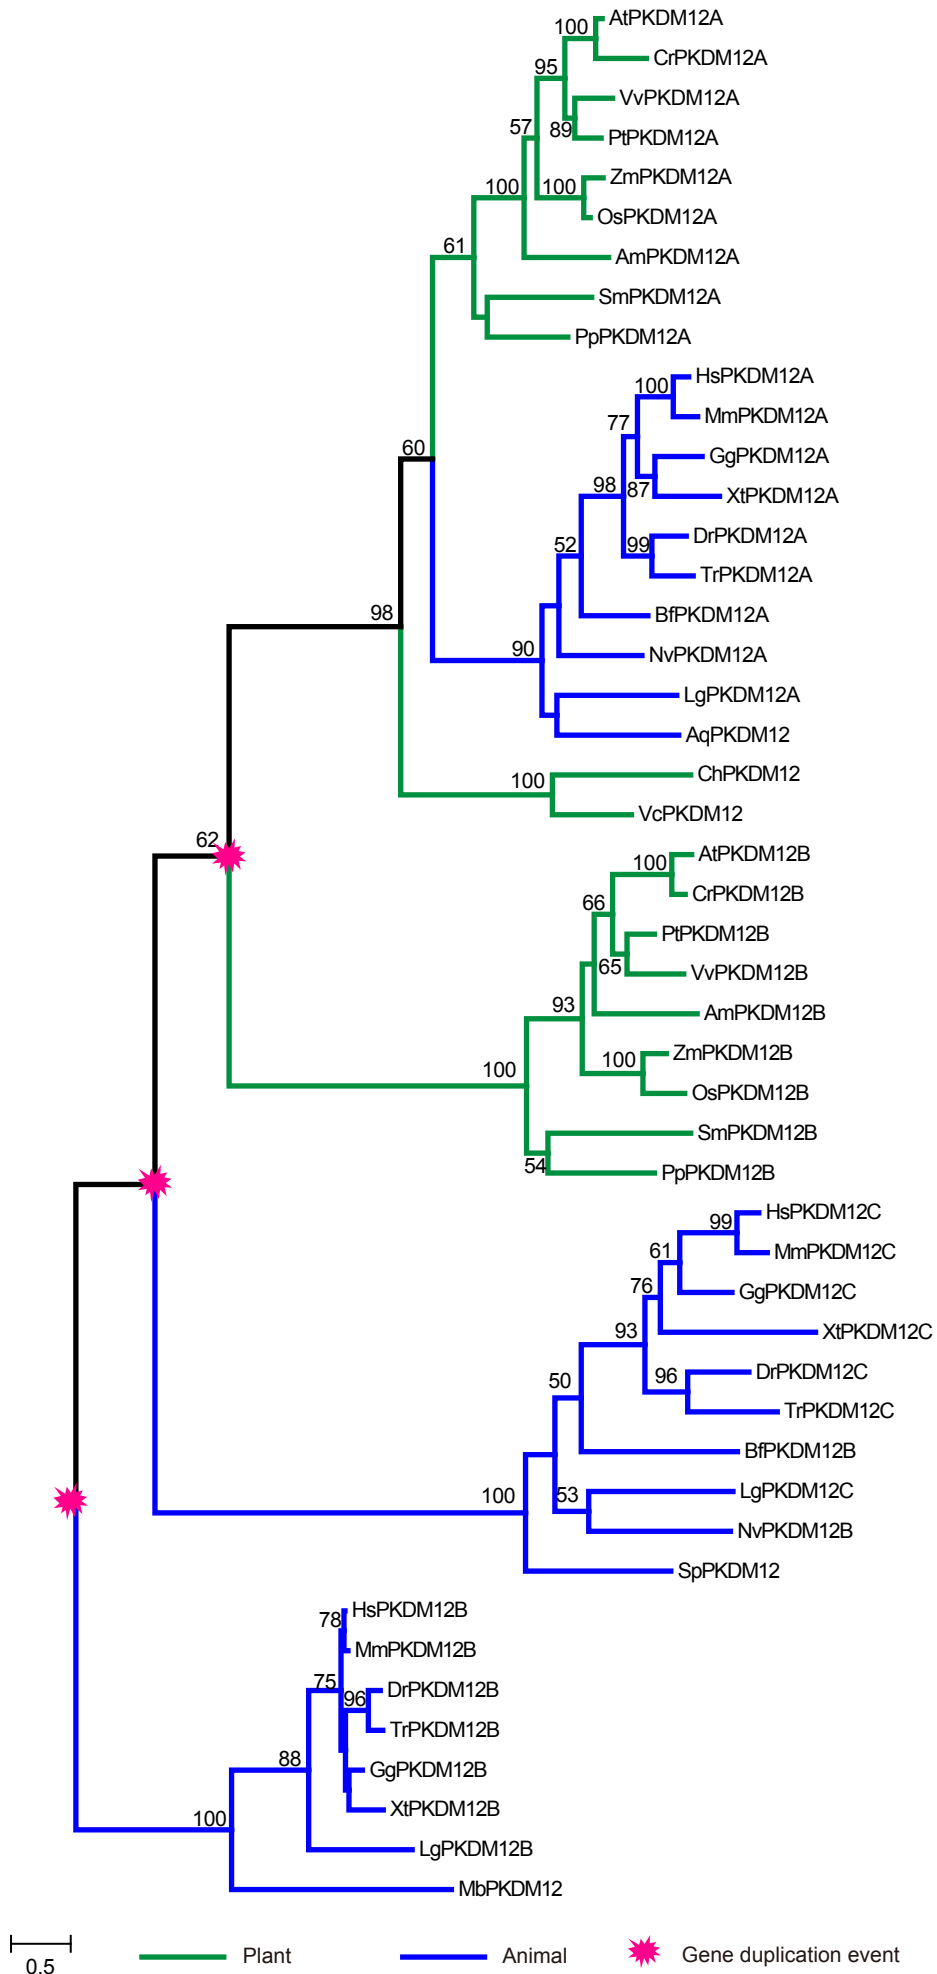 AtPKDM12A
100
CrPKDM12A
95
VvPKDM12A
57
89
PtPKDM12A
ZmPKDM12A
100
100
OsPKDM12A
61
AmPKDM12A
SmPKDM12A
PpPKDM12A
HsPKDM12A
100
MmPKDM12A
77
GgPKDM12A
98
87
XtPKDM12A
DrPKDM12A
99
52
TrPKDM12A
60
BfPKDM12A
NvPKDM12A
90
98
LgPKDM12A
AqPKDM12
ChPKDM12
100
VcPKDM12
62
AtPKDM12B
100
CrPKDM12B
66
PtPKDM12B
65
VvPKDM12B
93
AmPKDM12B
ZmPKDM12B
100
100
OsPKDM12B
SmPKDM12B
54
PpPKDM12B
HsPKDM12C
99
MmPKDM12C
61
GgPKDM12C
76
XtPKDM12C
93
DrPKDM12C
96
50
TrPKDM12C
BfPKDM12B
LgPKDM12C
100
53
NvPKDM12B
SpPKDM12
HsPKDM12B
78
MmPKDM12B
75
DrPKDM12B
96
TrPKDM12B
88
GgPKDM12B
XtPKDM12B
100
LgPKDM12B
MbPKDM12
0.5
Plant
Animal
Gene duplication event